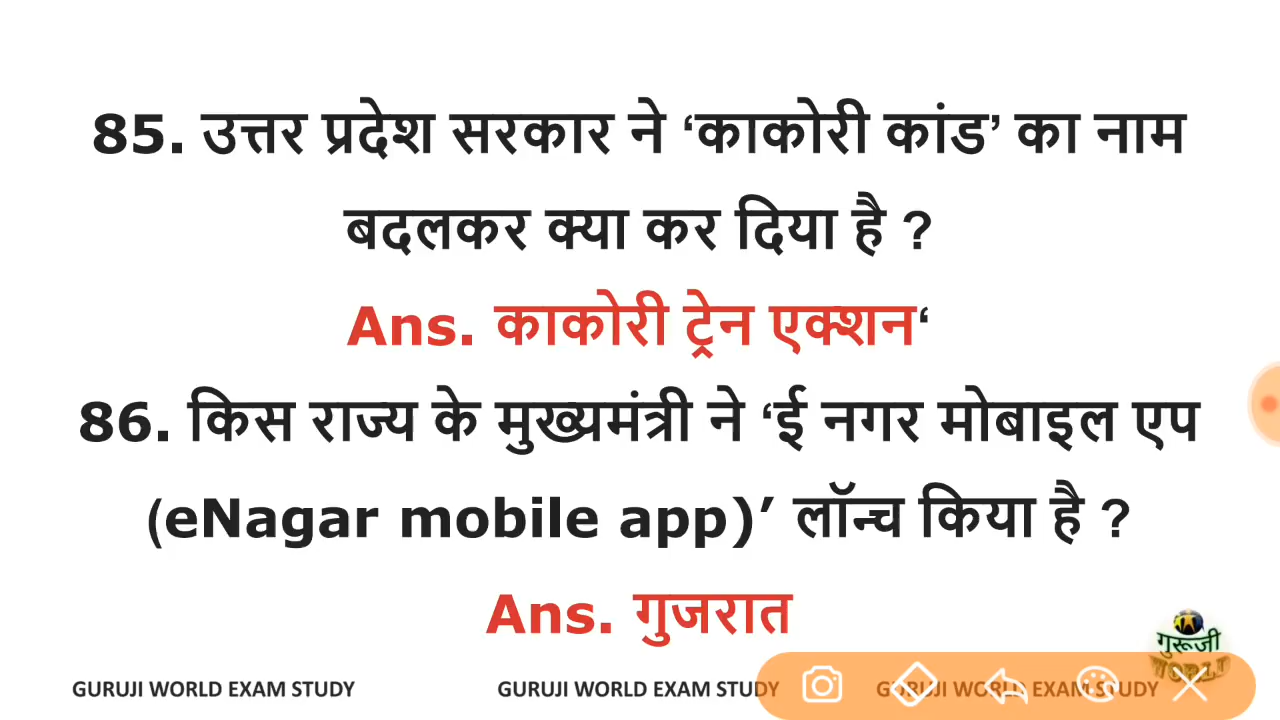 85. उत्तर प्रदेश सरकार ने ‘काकोरी कांड’ का नाम
बदलकर क्या कर दिया है ?
Ans. काकोरी ट्रेन एक्शन‘
86. किस राज्य के मुख्यमंत्री ने ‘ई नगर मोबाइल एप
(eNagar mobile app)’ लॉन्च किया है ?
Ans. गुजरात
गुरूजी
WORLD
GURUJI WORLD EXAM STUDY GURUJI WORLD EXAM STUDY GURUJI WORLD EXAM STUDY